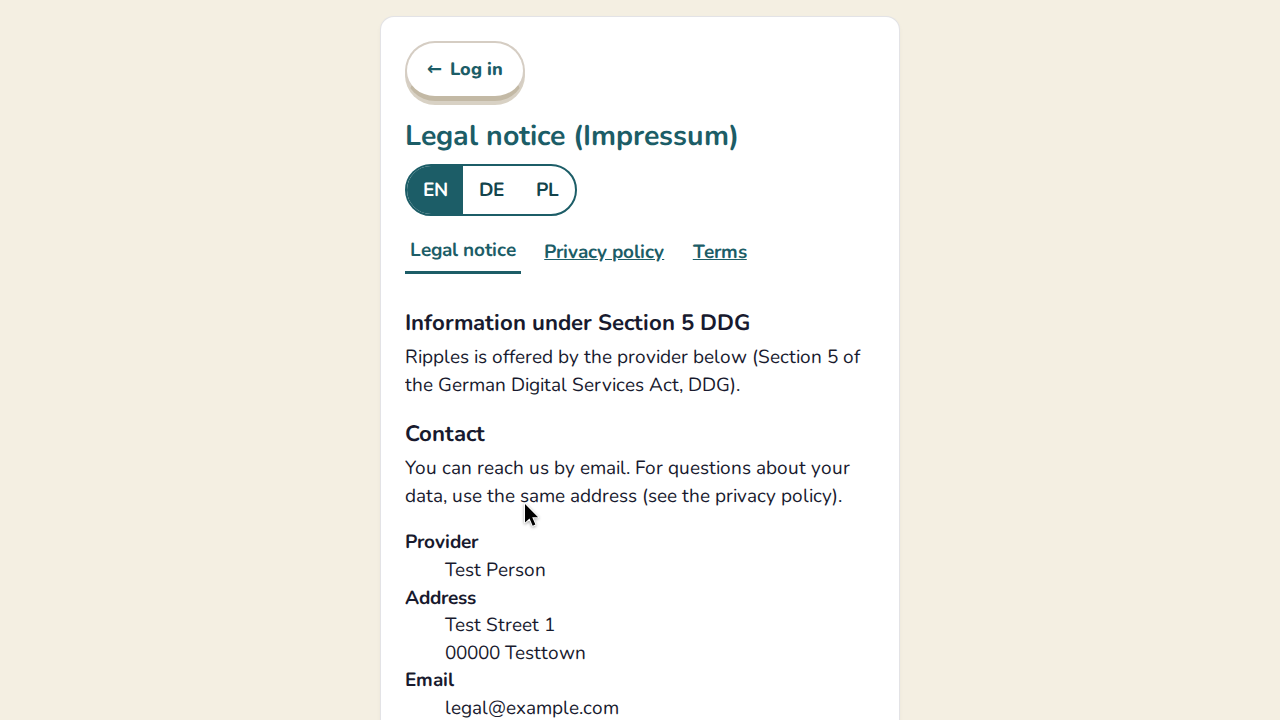 ← Log in
Legal notice (Impressum)
EN DE PL
Legal notice Privacy policy Terms
Information under Section 5 DDG
Ripples is offered by the provider below (Section 5 of
the German Digital Services Act, DDG).
Contact
You can reach us by email. For questions about your
data, use the same address (see the privacy policy).
Provider
Test Person
Address
Test Street 1
00000 Testtown
Email
legal@example.com